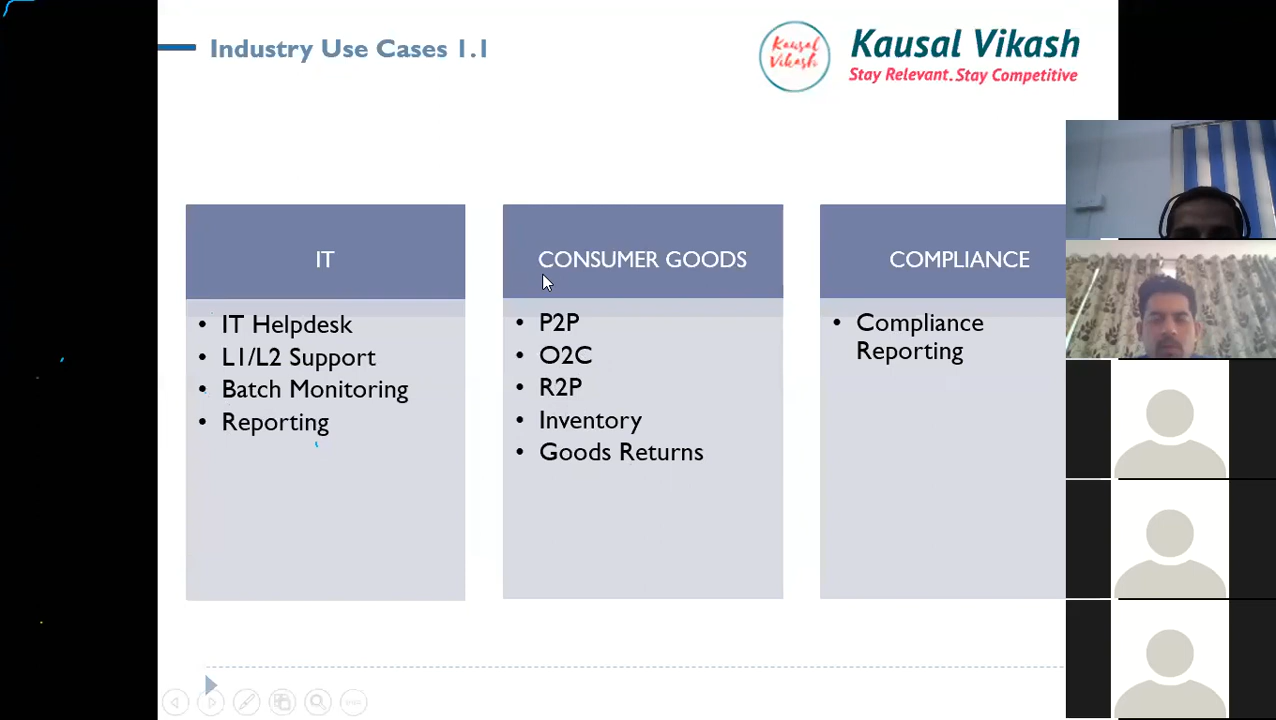 Industry Use Cases 1.1
Kausal Vikash
Kausal Vikash
Stay Relevant. Stay Competitive
IT
• IT Helpdesk
• L1/L2 Support
• Batch Monitoring
• Reporting
CONSUMER GOODS
• P2P
• O2C
• R2P
• Inventory
• Goods Returns
COMPLIANCE
• Compliance
Reporting